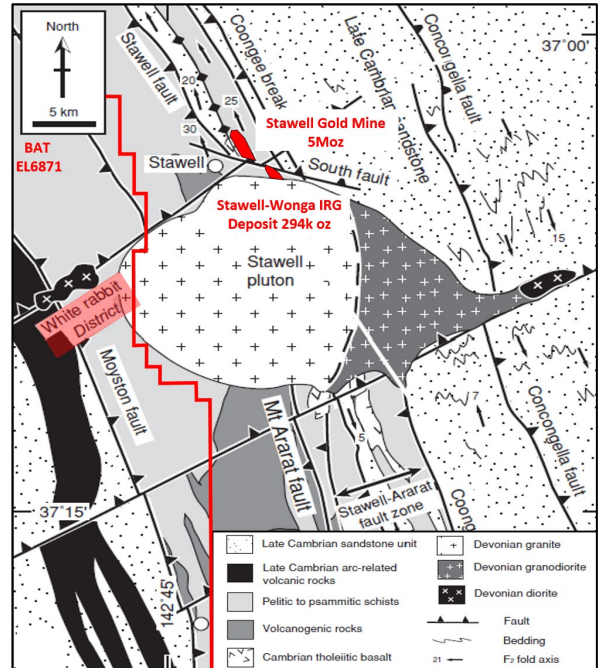 North
5 km
BAT
EL6871
Stawell fault
Coongee break
Late Cambrian sandstone
Concongella fault
37°00'
20
25
30
Stawell Gold Mine
5Moz
Stawell
South fault
Stawell-Wonga IRG
Deposit 294k oz
Stawell
pluton
15
White rabbit
District
Moyston fault
Mt Ararat fault
5
7
Concongella fault
Stawell-Ararat
fault zone
Coong
37°15'
142°45'
Late Cambrian sandstone unit
Late Cambrian arc-related
volcanic rocks
Pelitic to psammitic schists
Volcanogenic rocks
Cambrian tholeiitic basalt
Devonian granite
Devonian granodiorite
Devonian diorite
Fault
Bedding
21 F₂ fold axis